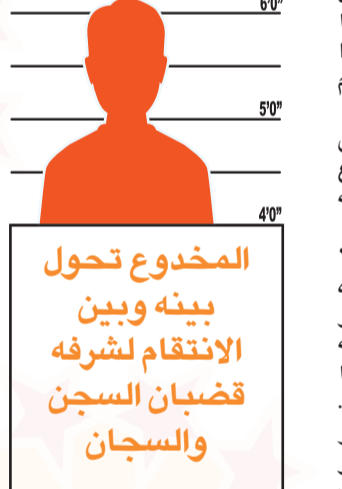 6'0"
5'0"
4'0"
المخدوع تحول
بينه وبين
الانتقام لشرفه
قضبان السجن
والسجان